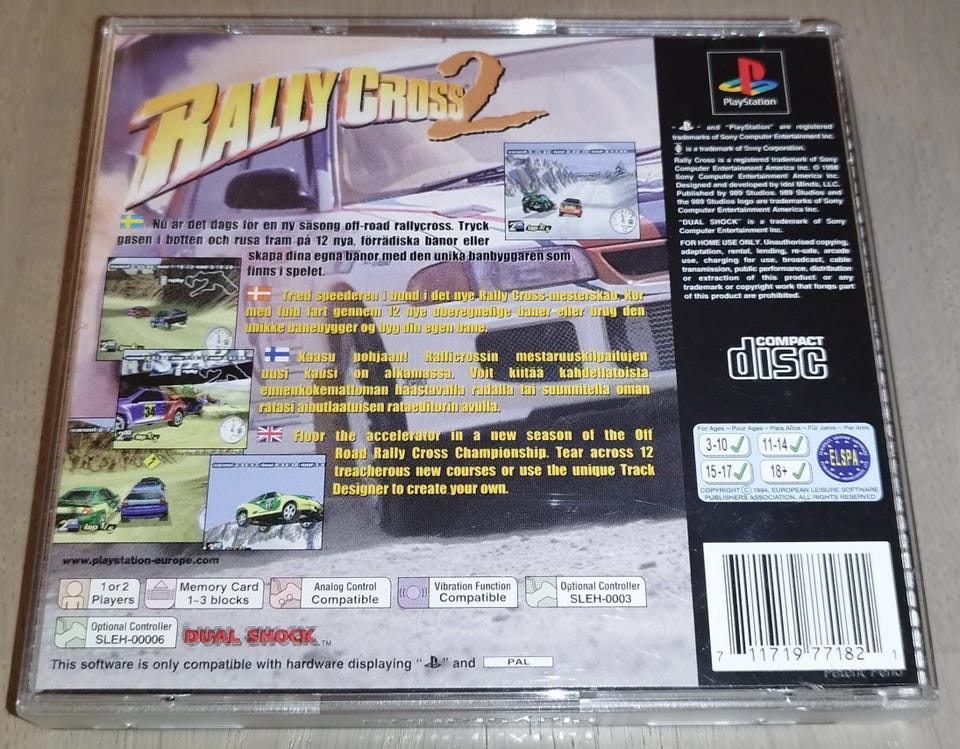 RALLY CROSS 2
Nu är det dags för en ny säsong off-road rallycross. Tryck
gasen i botten och rusa fram på 12 nya, förrädiska banor eller
skapa dina egna banor med den unika banbyggaren som
finns i spelet.
Træd speederen i bund i det nye Rally Cross-mesterskab. Kør
med fuld fart gennem 12 nye uberegnelige baner eller brug den
unikke banebygger og byg din egen bane.
Kaasu pohjaan! Rallicrossin mestaruuskilpailujen
uusi kausi on alkamassa. Voit kiitää kahdellatoista
ennenkokemattoman haastavalla radalla tai suunnitella oman
ratasi ainutlaatuisen rataeditorin avulla.
Floor the accelerator in a new season of the Off
Road Rally Cross Championship. Tear across 12
treacherous new courses or use the unique Track
Designer to create your own.
34
www.playstation-europe.com
1 or 2
Players
Memory Card
1~3 blocks
Analog Control
Compatible
Vibration Function
Compatible
Optional Controller
SLEH-0003
Optional Controller
SLEH-00006
DUAL SHOCK™
This software is only compatible with hardware displaying " " and PAL
PlayStation
" " and "PlayStation" are registered
trademarks of Sony Computer Entertainment Inc.
is a trademark of Sony Corporation.
Rally Cross is a registered trademark of Sony
Computer Entertainment America Inc. © 1998
Sony Computer Entertainment America Inc.
Designed and developed by Idol Minds, LLC.
Published by 989 Studios. 989 Studios and
the 989 Studios logo are trademarks of Sony
Computer Entertainment America Inc.
"DUAL SHOCK" is a trademark of Sony
Computer Entertainment Inc.
FOR HOME USE ONLY. Unauthorised copying,
adaptation, rental, lending, re-sale, arcade
use, charging for use, broadcast, cable
transmission, public performance, distribution
or extraction of this product or any
trademark or copyright work that forms part
of this product are prohibited.
COMPACT
disc
For Ages – Pour Ages – Para Años – Für Jahre – Per Anni
3-10 11-14
15-17 18+
ELSPA
COPYRIGHT © 1994, EUROPEAN LEISURE SOFTWARE
PUBLISHERS ASSOCIATION. ALL RIGHTS RESERVED
7 11719 77182 1